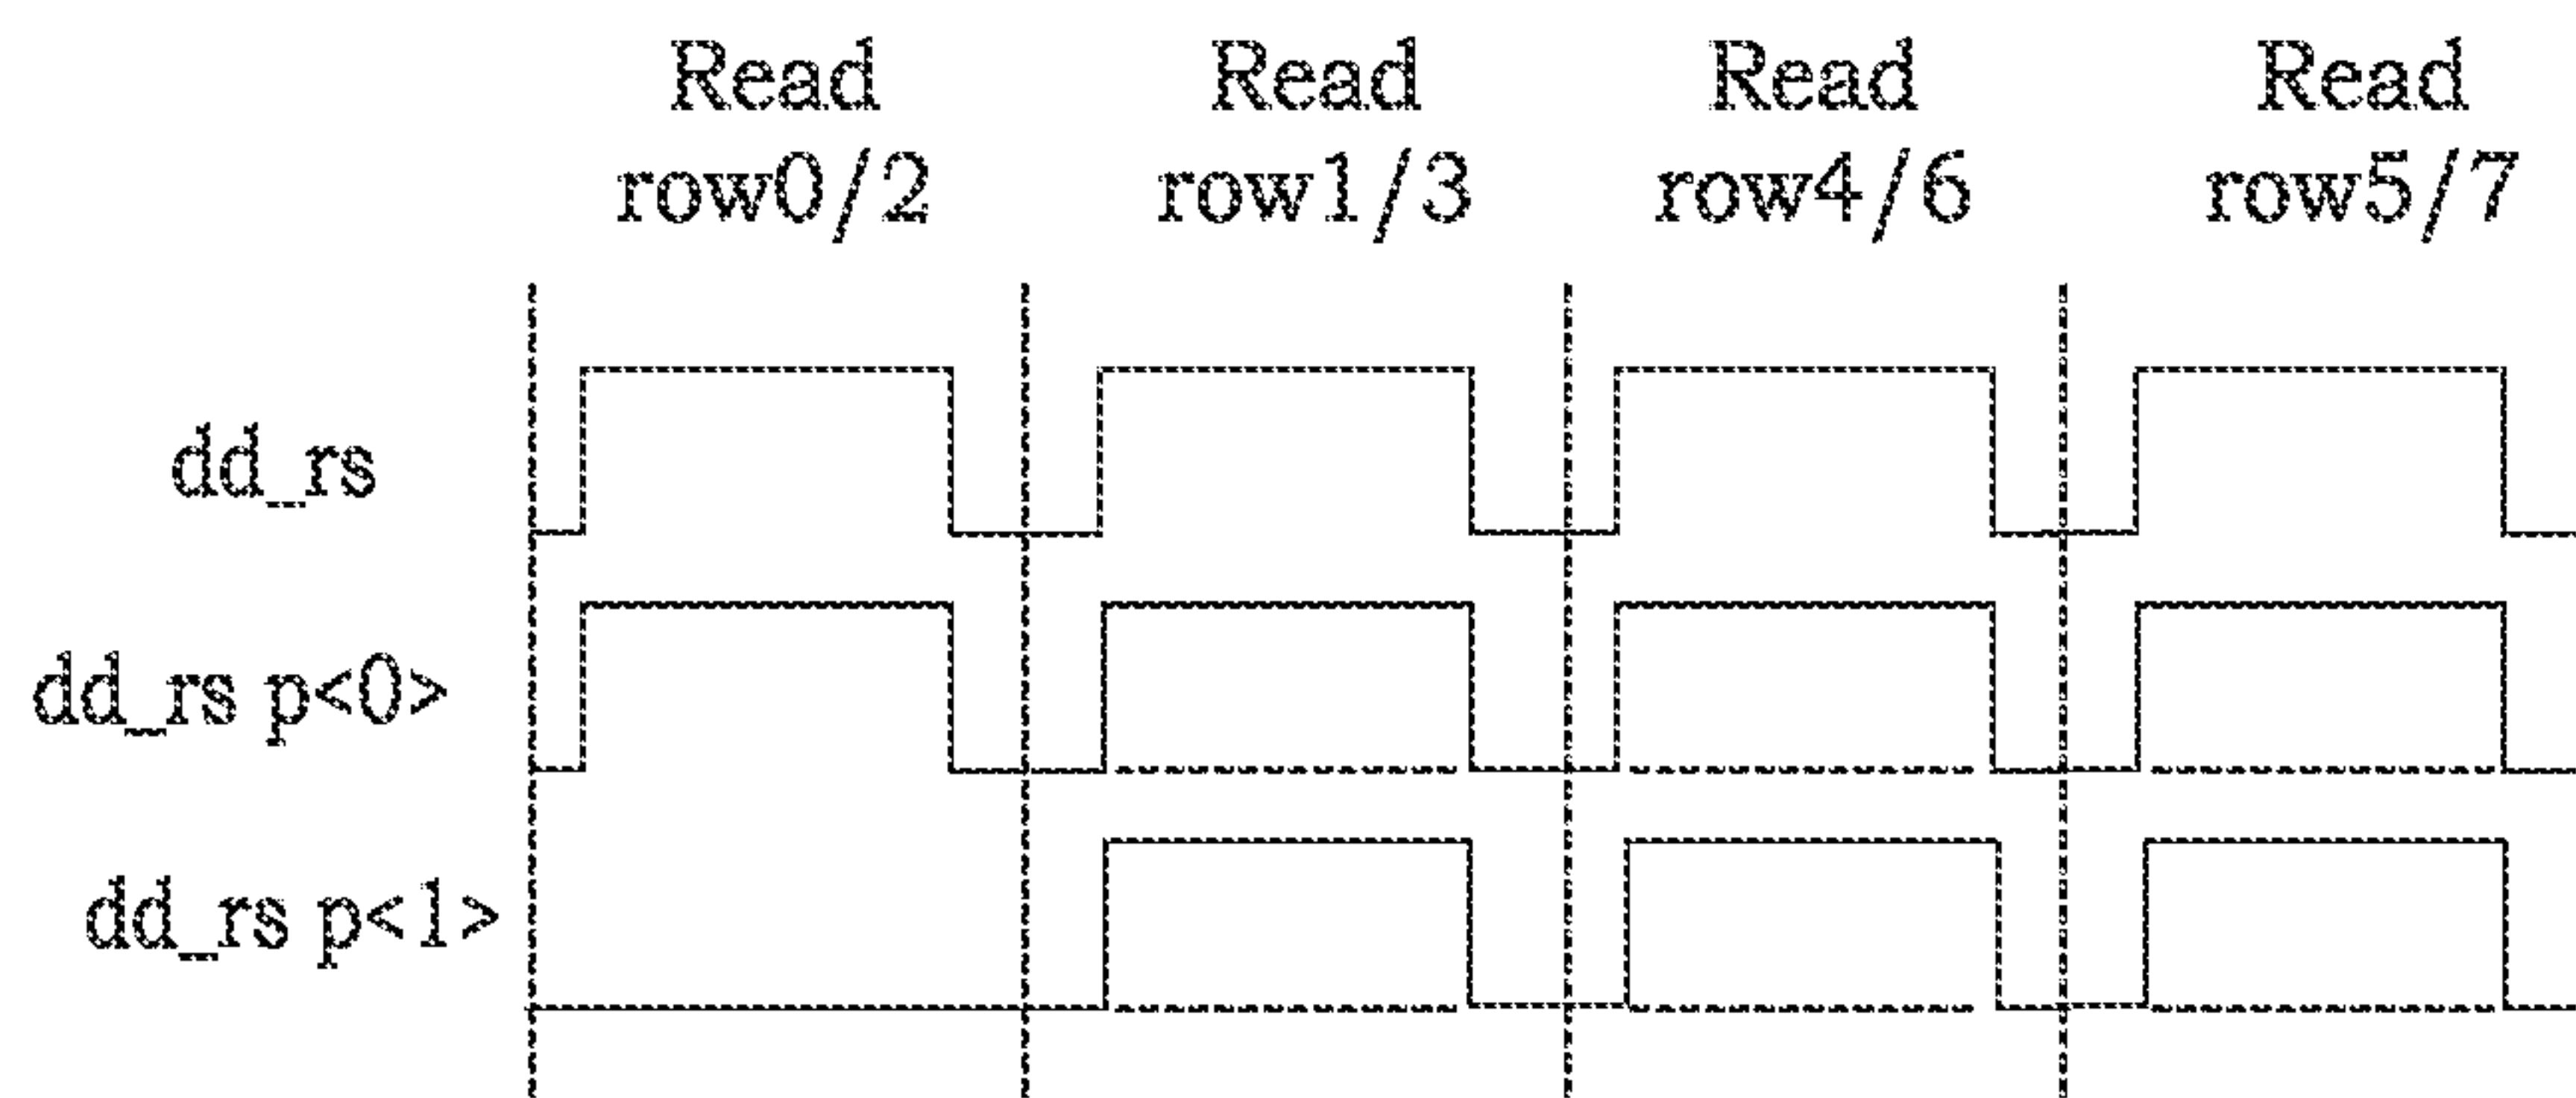 Read Read Read Read
row0/2 row1/3 row4/6 row5/7
dd_rs
dd_rs p<0>
dd_rs p<1>